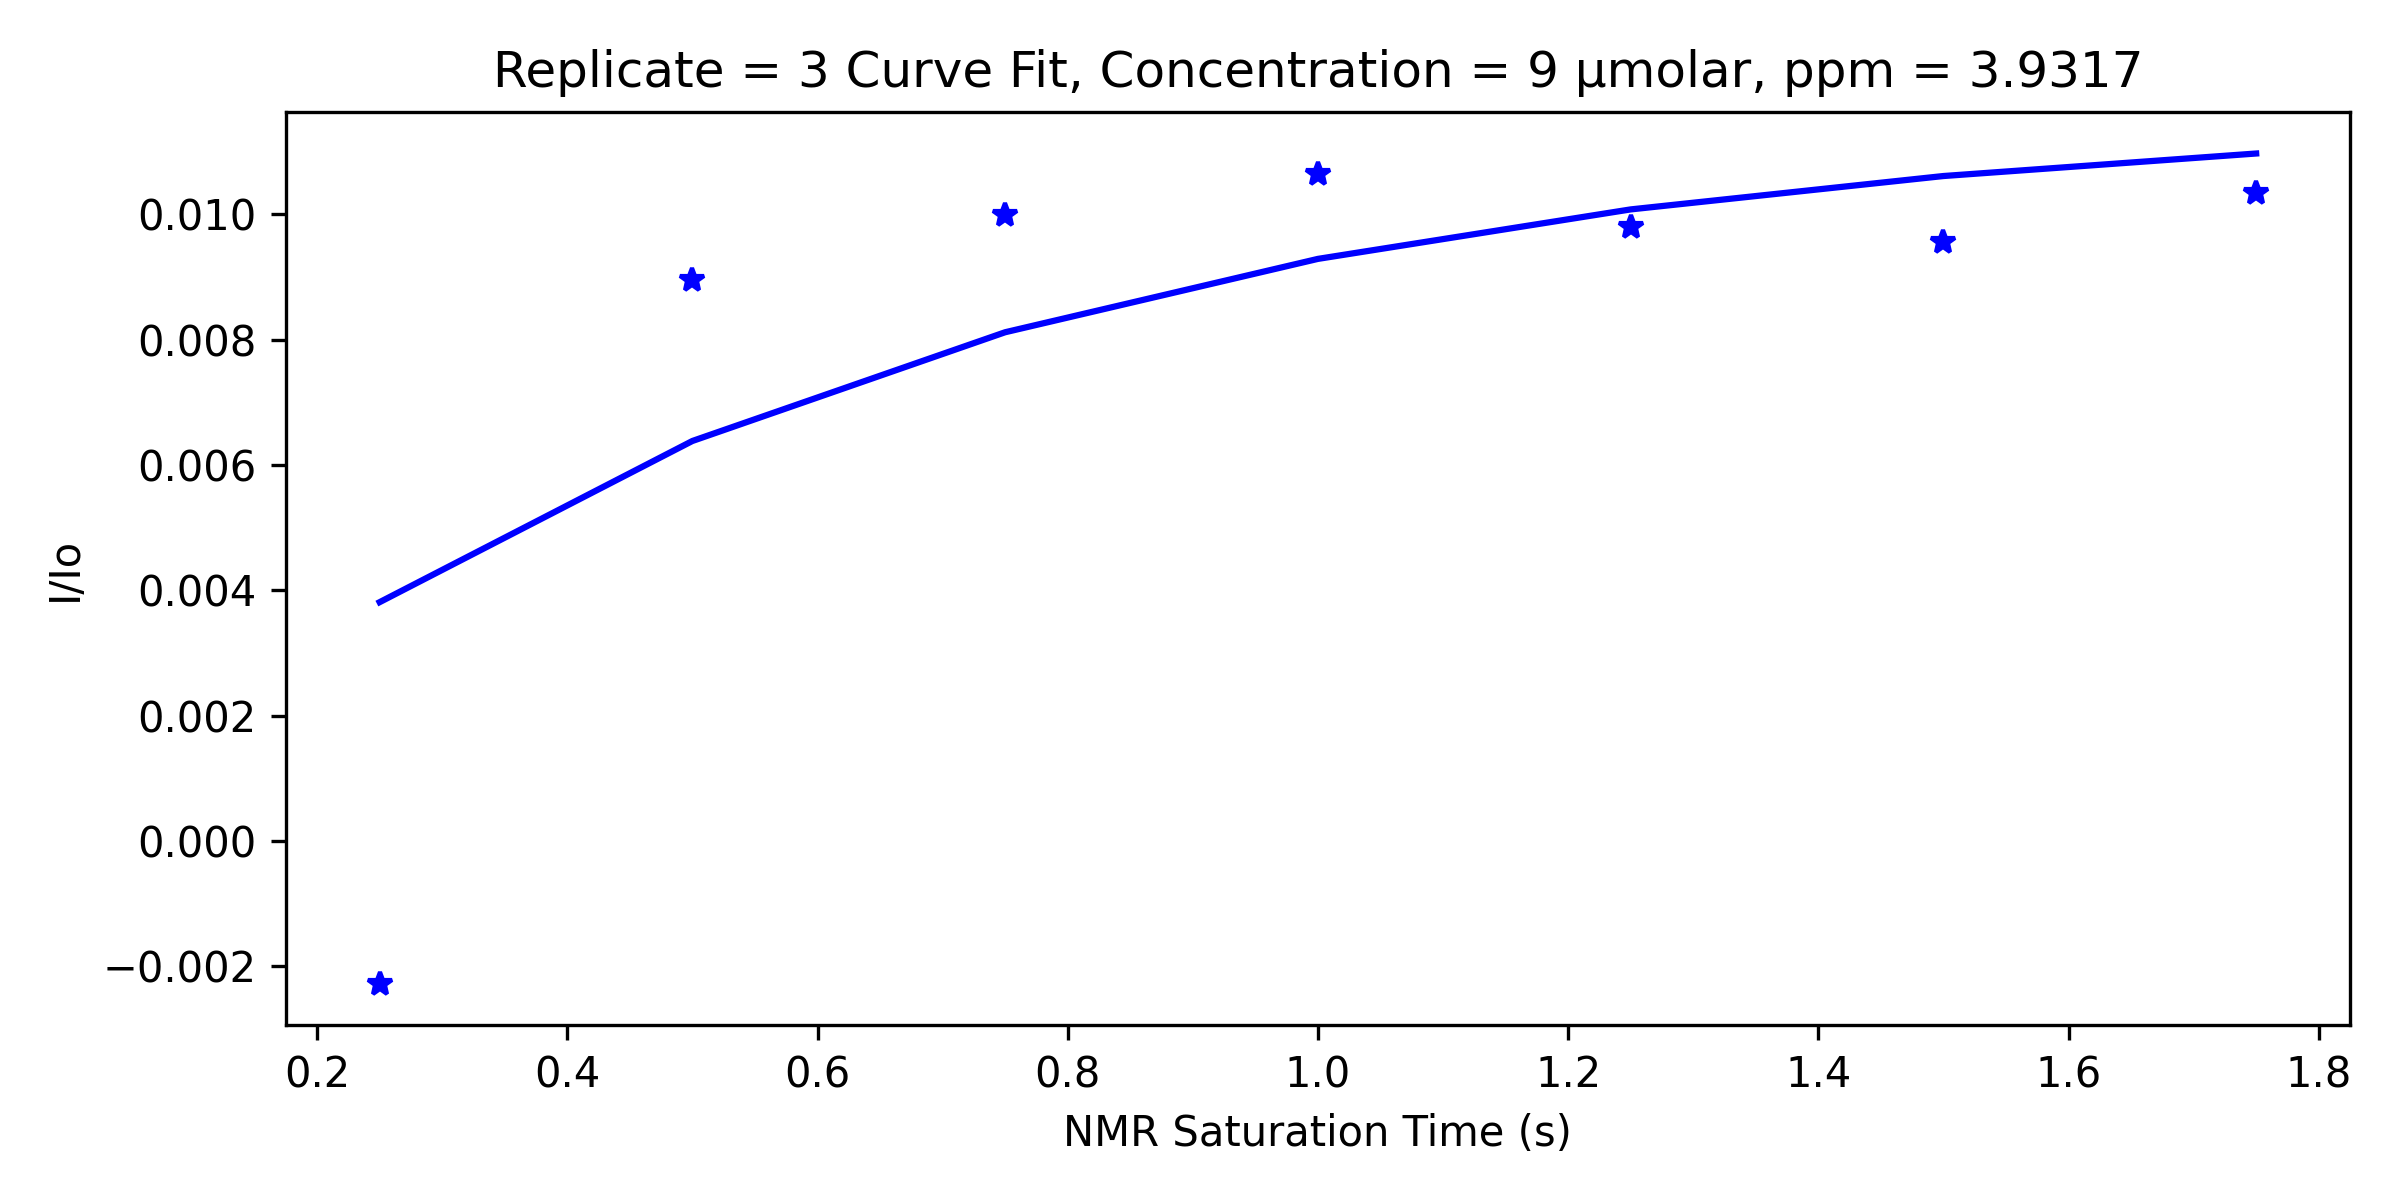 Replicate = 3 Curve Fit, Concentration = 9 µmolar, ppm = 3.9317
I/Io
0.010
0.008
0.006
0.004
0.002
0.000
−0.002
0.2 0.4 0.6 0.8 1.0 1.2 1.4 1.6 1.8
NMR Saturation Time (s)